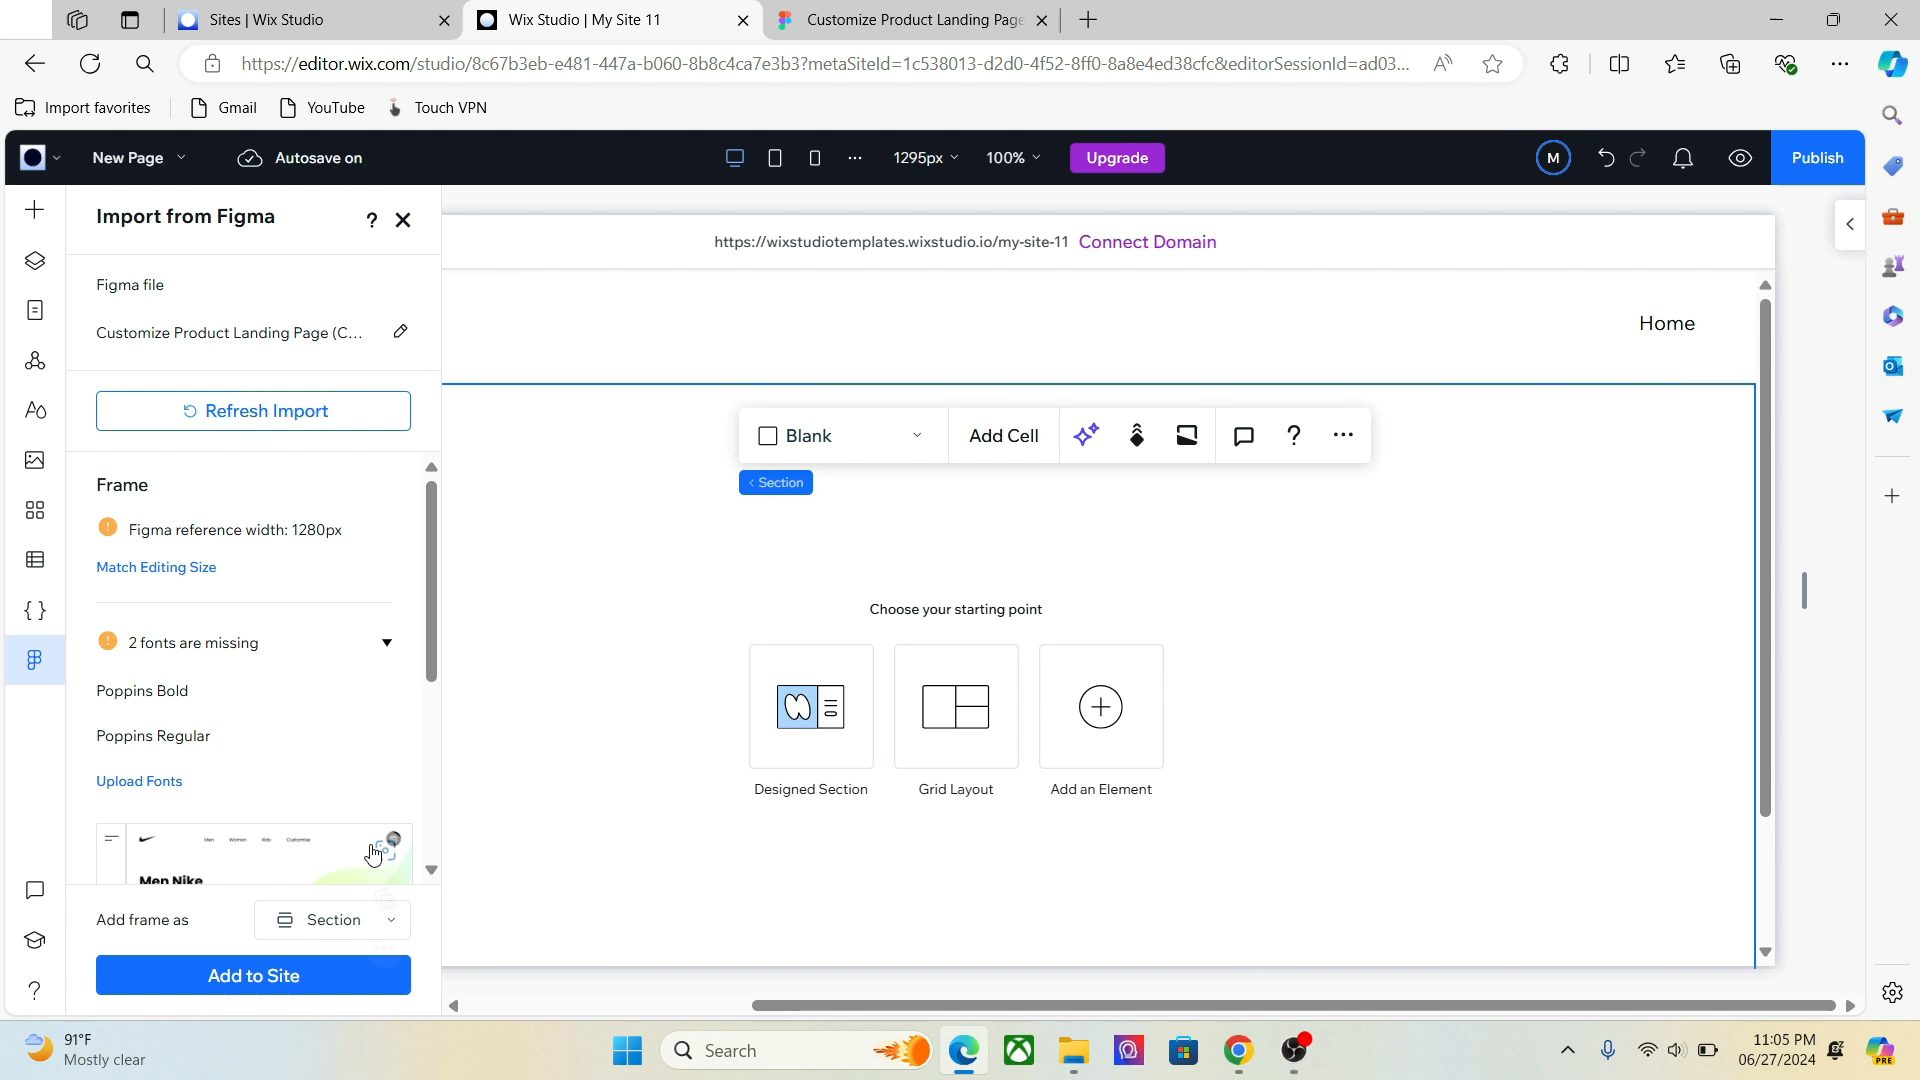 Sites | Wix Studio
Wix Studio | My Site 11
Customize Product Landing Page
https://editor.wix.com/studio/8c67b3eb-e481-447a-b060-8b8c4ca7e3b3?metaSiteId=1c538013-d2d0-4f52-8ff0-8a8e4ed38cfc&editorSessionId=ad03...
Import favorites
Gmail
YouTube
Touch VPN
New Page
Autosave on
1295px
100%
Upgrade
M
Publish
Import from Figma
?
https://wixstudiotemplates.wixstudio.io/my-site-11 Connect Domain
Figma file
Customize Product Landing Page (C...
Home
Refresh Import
Blank
Add Cell
?
< Section
Frame
Figma reference width: 1280px
Match Editing Size
2 fonts are missing
Poppins Bold
Poppins Regular
Upload Fonts
Choose your starting point
Designed Section
Grid Layout
Add an Element
Men
Women
Kids
Customise
Men Nike
Add frame as
Section
Add to Site
91°F
Mostly clear
Search
11:05 PM
06/27/2024
PRE